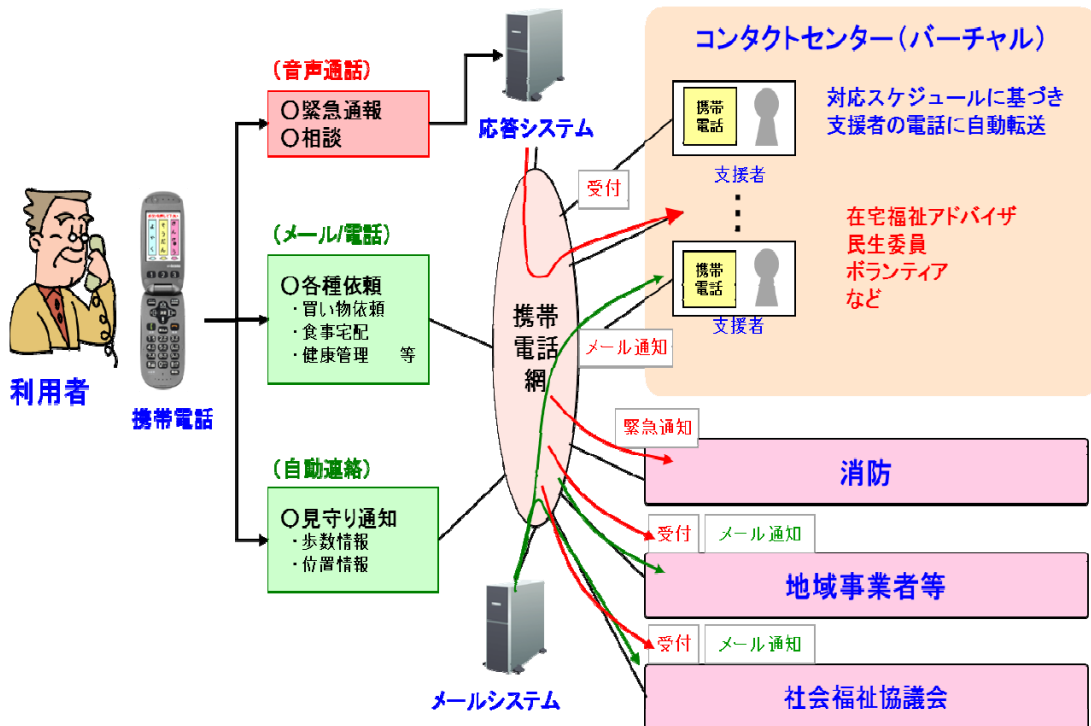 コンタクトセンター(バーチャル)
(音声通話)
〇緊急通報
〇相談
応答システム
携帯
電話
支援者
対応スケジュールに基づき
支援者の電話に自動転送
受付
在宅福祉アドバイザ
民生委員
ボランティア
など
携帯
電話
支援者
(メール/電話)
〇各種依頼
・買い物依頼
・食事宅配
・健康管理 等
携帯
電話
網
メール通知
利用者
携帯電話
緊急通知
消防
(自動連絡)
〇見守り通知
・歩数情報
・位置情報
受付
メール通知
地域事業者等
受付
メール通知
社会福祉協議会
メールシステム